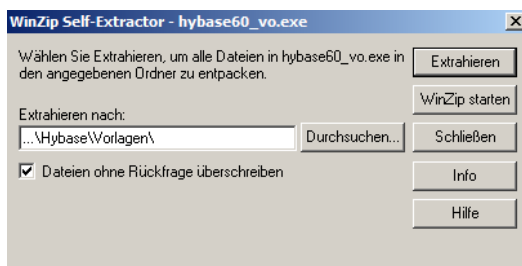 WinZip Self-Extractor - hybase60_vo.exe
Wählen Sie Extrahieren, um alle Dateien in hybase60_vo.exe in
den angegebenen Ordner zu entpacken.
Extrahieren
WinZip starten
Extrahieren nach:
...\Hybase\Vorlagen\
Durchsuchen...
Schließen
Dateien ohne Rückfrage überschreiben
Info
Hilfe